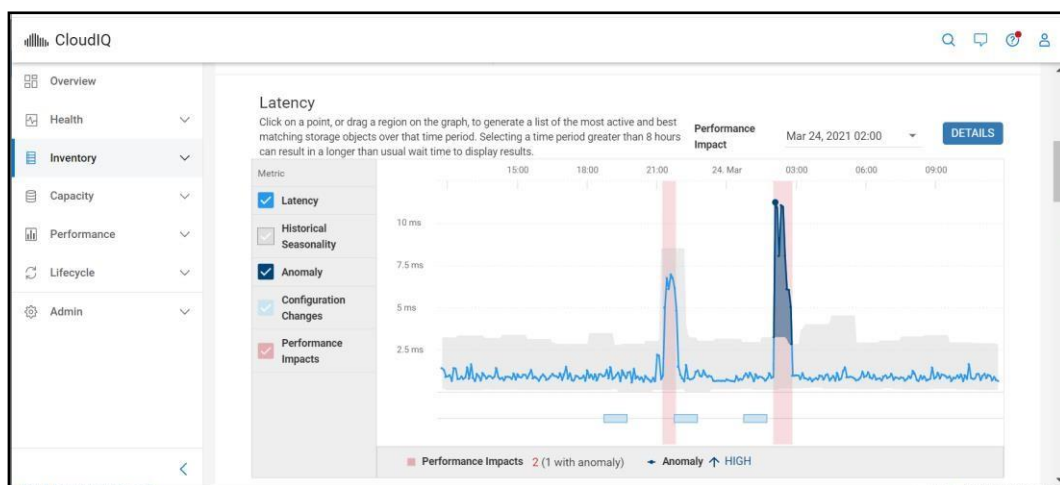 CloudIQ
Overview
Health
Inventory
Capacity
Performance
Lifecycle
Admin
Latency
Click on a point, or drag a region on the graph, to generate a list of the most active and best
matching storage objects over that time period. Selecting a time period greater than 8 hours
can result in a longer than usual wait time to display results.
Performance
Impact
Mar 24, 2021 02:00
DETAILS
Metric
Latency
Historical
Seasonality
Anomaly
Configuration
Changes
Performance
Impacts
15:00 18:00 21:00 24. Mar 03:00 06:00 09:00
10 ms
7.5 ms
5 ms
2.5 ms
Performance Impacts 2 (1 with anomaly) Anomaly HIGH